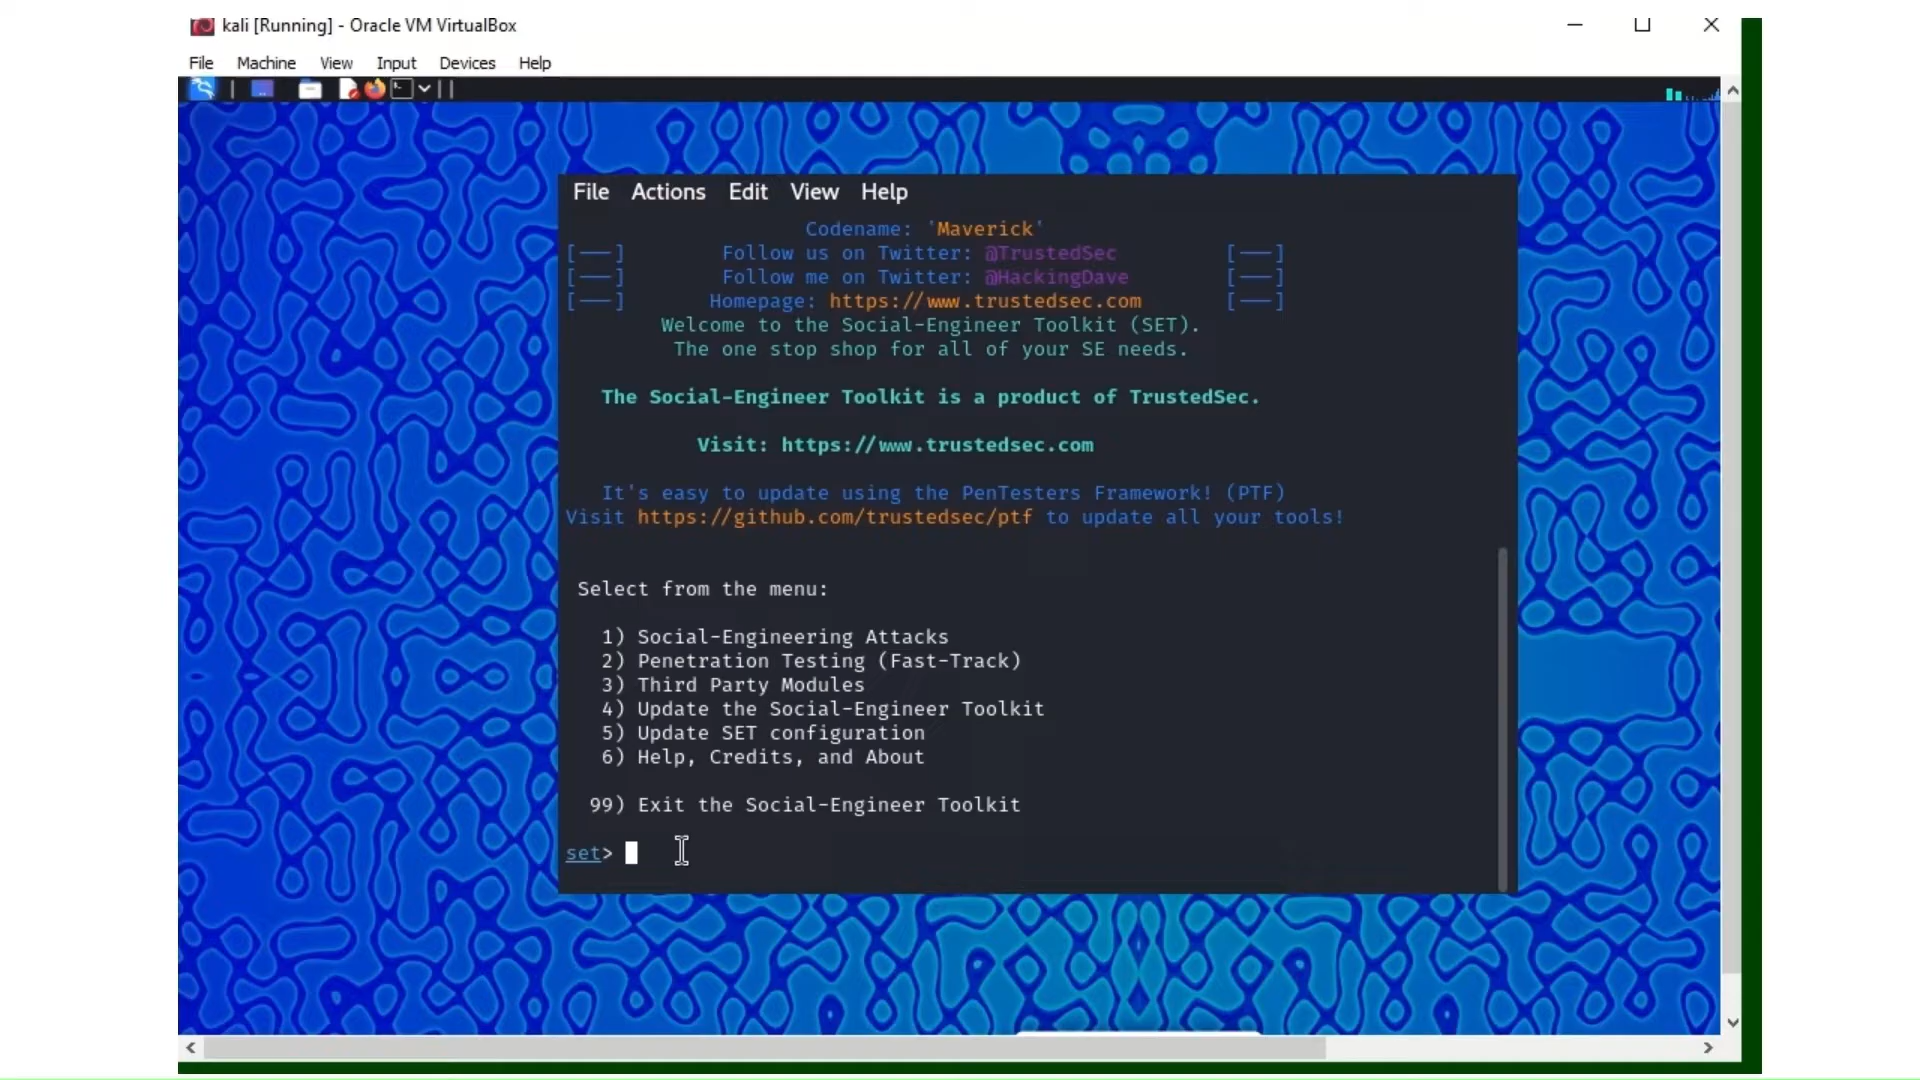 kali [Running] - Oracle VM VirtualBox
File Machine View Input Devices Help
File Actions Edit View Help
Codename: 'Maverick'
[——] Follow us on Twitter: @TrustedSec [——]
[——] Follow me on Twitter: @HackingDave [——]
[——] Homepage: https://www.trustedsec.com [——]
Welcome to the Social-Engineer Toolkit (SET).
The one stop shop for all of your SE needs.
The Social-Engineer Toolkit is a product of TrustedSec.
Visit: https://www.trustedsec.com
It's easy to update using the PenTesters Framework! (PTF)
Visit https://github.com/trustedsec/ptf to update all your tools!
Select from the menu:
1) Social-Engineering Attacks
2) Penetration Testing (Fast-Track)
3) Third Party Modules
4) Update the Social-Engineer Toolkit
5) Update SET configuration
6) Help, Credits, and About
99) Exit the Social-Engineer Toolkit
set>